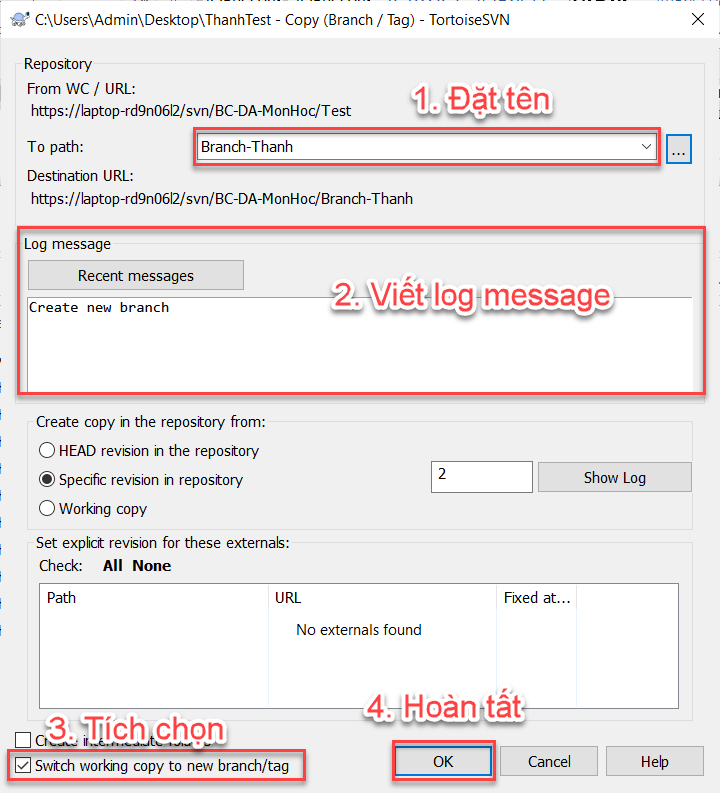 C:\Users\Admin\Desktop\ThanhTest - Copy (Branch / Tag) - TortoiseSVN
Repository
From WC / URL:
https://laptop-rd9n06l2/svn/BC-DA-MonHoc/Test
1. Đặt tên
To path:
Branch-Thanh
...
Destination URL:
https://laptop-rd9n06l2/svn/BC-DA-MonHoc/Branch-Thanh
Log message
Recent messages
2. Viết log message
Create new branch
Create copy in the repository from:
HEAD revision in the repository
Specific revision in repository
2
Show Log
Working copy
Set explicit revision for these externals:
Check: All None
Path URL Fixed at...
No externals found
3. Tích chọn
4. Hoàn tất
Create intermediate folders
Switch working copy to new branch/tag
OK
Cancel
Help